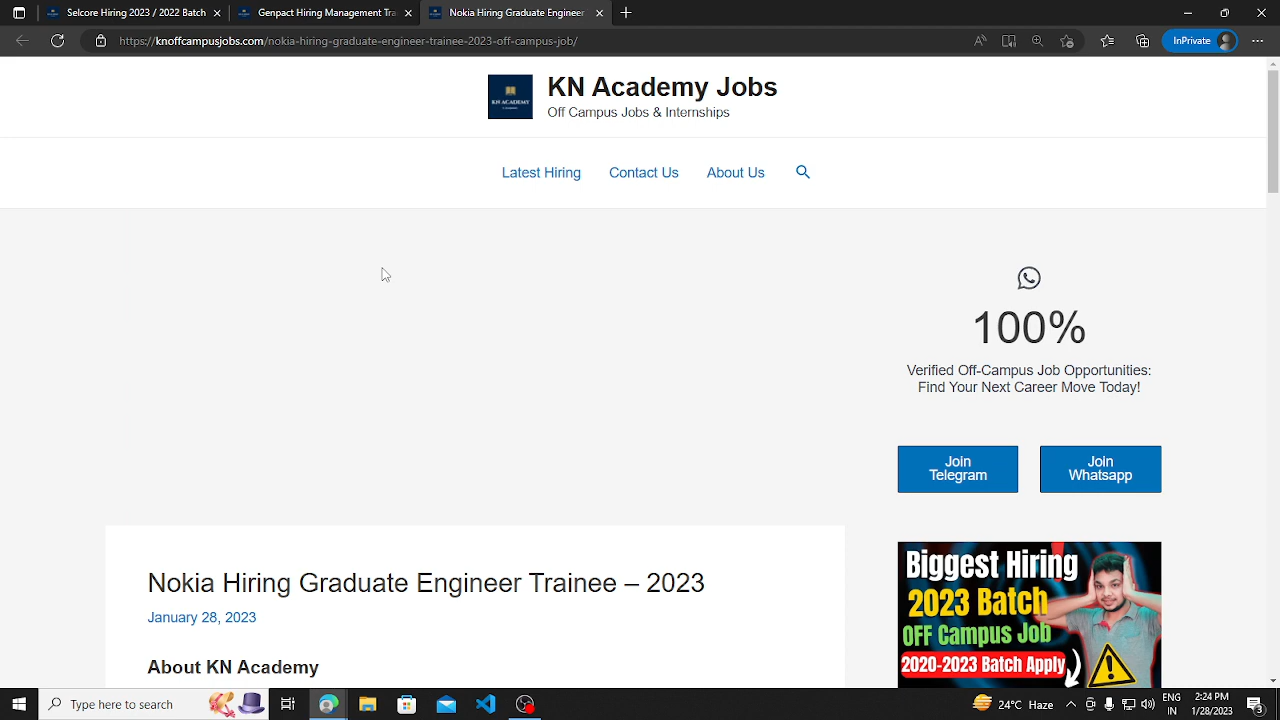 Selcore Hiring 2023 / 2022 Batch
Genpact Hiring Management Tra
Nokia Hiring Graduate Engineer
https://knoffcampusjobs.com/nokia-hiring-graduate-engineer-trainee-2023-off-campus-job/
InPrivate
KN ACADEMY
KN Academy Jobs
Off Campus Jobs & Internships
Latest Hiring
Contact Us
About Us
100%
Verified Off-Campus Job Opportunities:
Find Your Next Career Move Today!
Join
Telegram
Join
Whatsapp
Nokia Hiring Graduate Engineer Trainee – 2023
January 28, 2023
About KN Academy
Biggest Hiring
2023 Batch
OFF Campus Job
2020-2023 Batch Apply
Type here to search
24°C Haze
ENG
IN
2:24 PM
1/28/2023
3